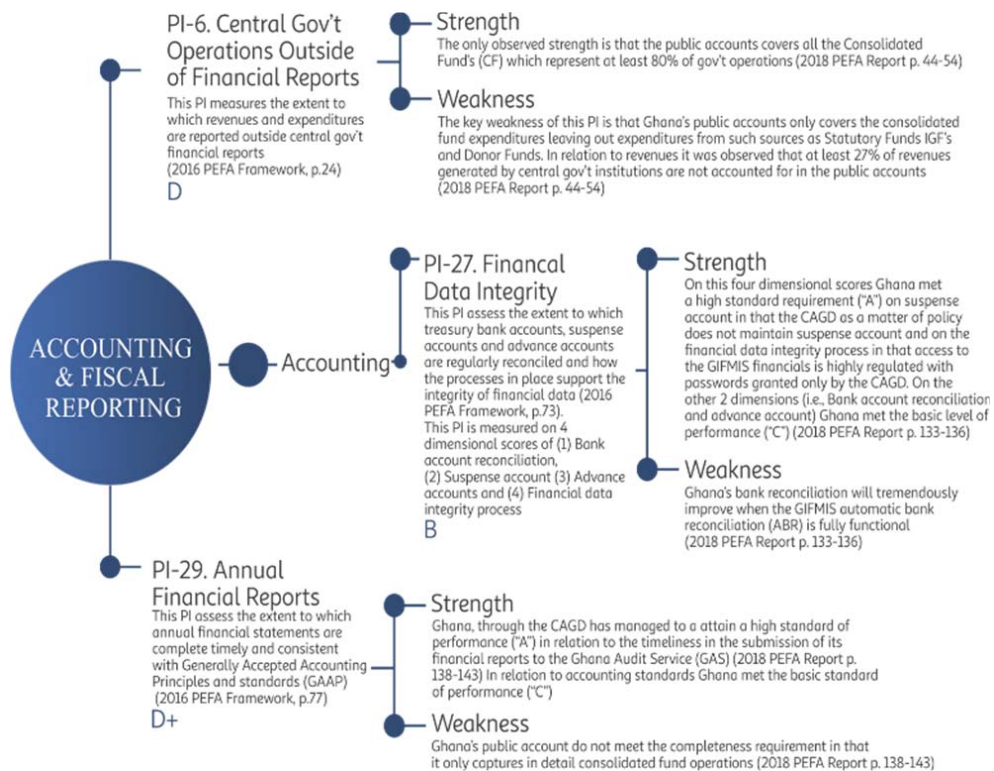 PI-6. Central Gov't
Operations Outside
of Financial Reports
This PI measures the extent to
which revenues and expenditures
are reported outside central gov't
financial reports
(2016 PEFA Framework, p.24)
D
Strength
The only observed strength is that the public accounts covers all the Consolidated
Fund's (CF) which represent at least 80% of gov't operations (2018 PEFA Report p. 44-54)
Weakness
The key weakness of this PI is that Ghana's public accounts only covers the consolidated
fund expenditures leaving out expenditures from such sources as Statutory Funds IGF's
and Donor Funds. In relation to revenues it was observed that at least 27% of revenues
generated by central gov't institutions are not accounted for in the public accounts
(2018 PEFA Report p. 44-54)
ACCOUNTING
& FISCAL
REPORTING
Accounting
PI-27. Financal
Data Integrity
This PI assess the extent to which
treasury bank accounts, suspense
accounts and advance accounts
are regularly reconciled and how
the processes in place support the
integrity of financial data (2016
PEFA Framework, p.73).
This PI is measured on 4
dimensional scores of (1) Bank
account reconciliation,
(2) Suspense account (3) Advance
accounts and (4) Financial data
integrity process
B
Strength
On this four dimensional scores Ghana met
a high standard requirement ("A") on suspense
account in that the CAGD as a matter of policy
does not maintain suspense account and on the
financial data integrity process in that access to
the GIFMIS financials is highly regulated with
passwords granted only by the CAGD. On the
other 2 dimensions (i.e., Bank account reconciliation
and advance account) Ghana met the basic level of
performance ("C") (2018 PEFA Report p. 133-136)
Weakness
Ghana's bank reconciliation will tremendously
improve when the GIFMIS automatic bank
reconciliation (ABR) is fully functional
(2018 PEFA Report p. 133-136)
PI-29. Annual
Financial Reports
This PI assess the extent to which
annual financial statements are
complete timely and consistent
with Generally Accepted Accounting
Principles and standards (GAAP)
(2016 PEFA Framework, p.77)
D+
Strength
Ghana, through the CAGD has managed to a attain a high standard of
performance ("A") in relation to the timeliness in the submission of its
financial reports to the Ghana Audit Service (GAS) (2018 PEFA Report p.
138-143) In relation to accounting standards Ghana met the basic standard
of performance ("C")
Weakness
Ghana's public account do not meet the completeness requirement in that
it only captures in detail consolidated fund operations (2018 PEFA Report p. 138-143)